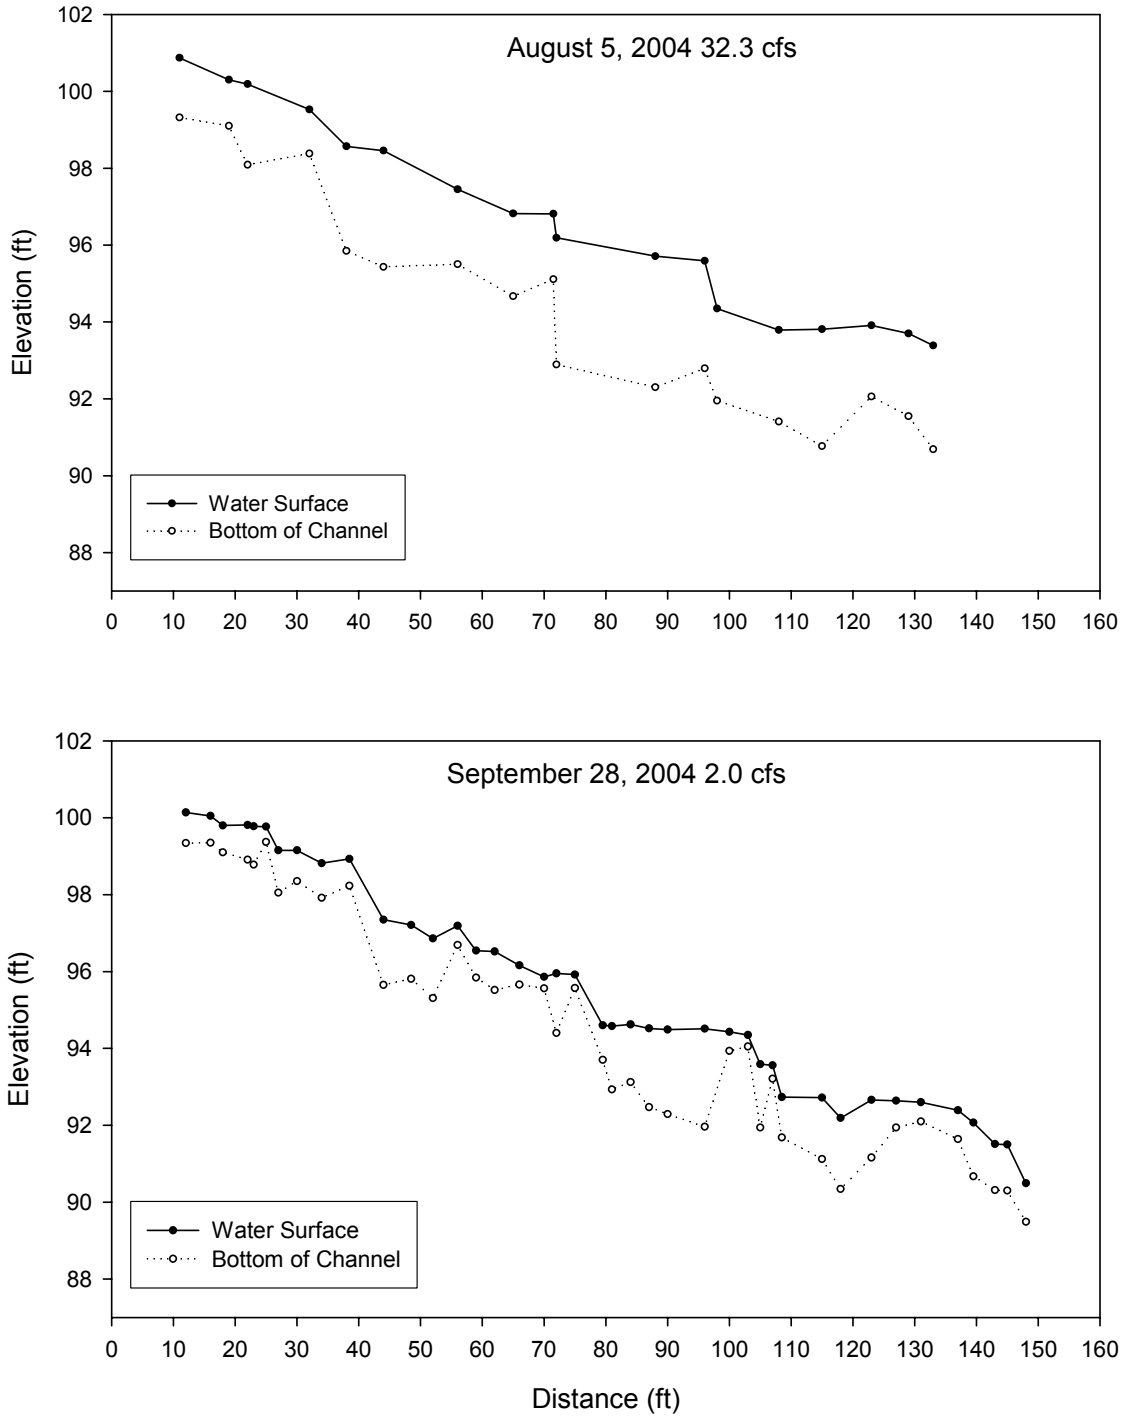 102
August 5, 2004 32.3 cfs
100
98
96
94
92
90
88
Elevation (ft)
Water Surface
Bottom of Channel
0 10 20 30 40 50 60 70 80 90 100 110 120 130 140 150 160
102
September 28, 2004 2.0 cfs
100
98
96
94
92
90
88
Elevation (ft)
Water Surface
Bottom of Channel
0 10 20 30 40 50 60 70 80 90 100 110 120 130 140 150 160
Distance (ft)